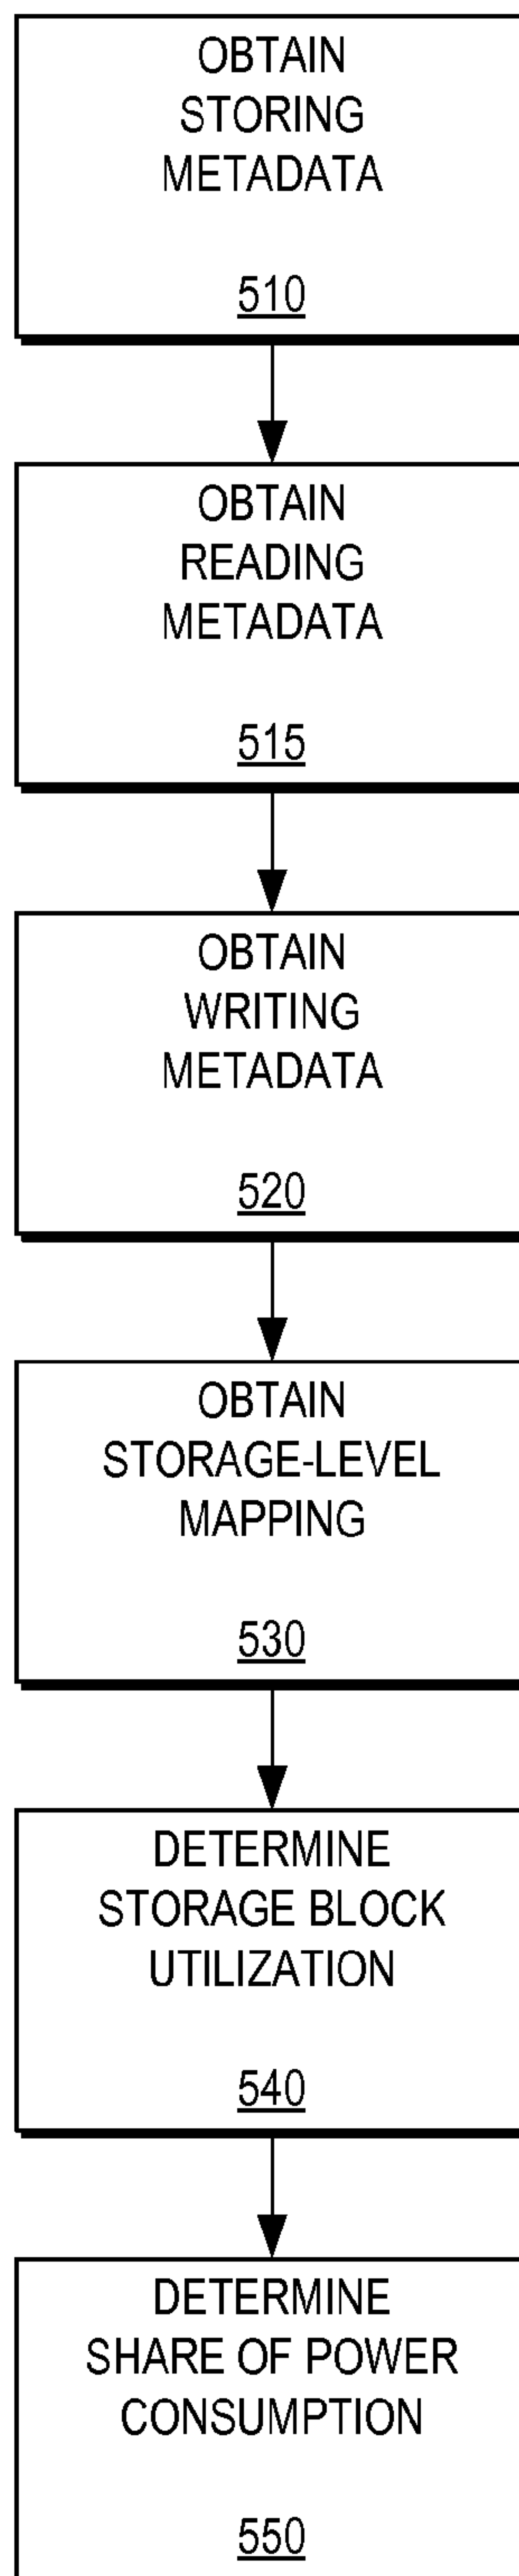 OBTAIN
STORING
METADATA
510
OBTAIN
READING
METADATA
515
OBTAIN
WRITING
METADATA
520
OBTAIN
STORAGE-LEVEL
MAPPING
530
DETERMINE
STORAGE BLOCK
UTILIZATION
540
DETERMINE
SHARE OF POWER
CONSUMPTION
550